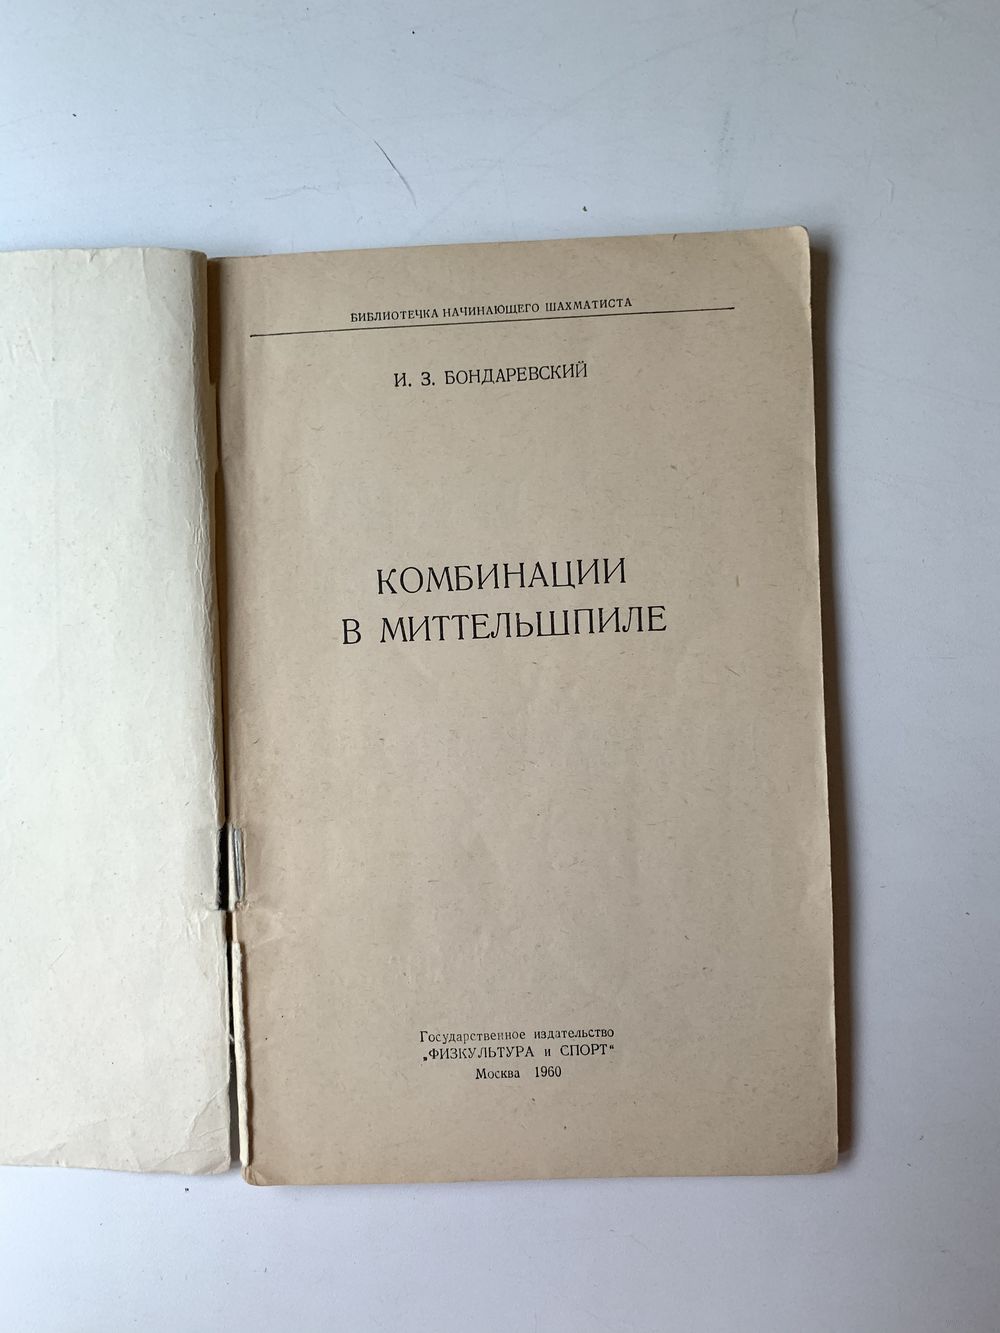 БИБЛИОТЕЧКА НАЧИНАЮЩЕГО ШАХМАТИСТА
И. З. БОНДАРЕВСКИЙ
КОМБИНАЦИИ
В МИТТЕЛЬШПИЛЕ
Государственное издательство
„ФИЗКУЛЬТУРА и СПОРТ“
Москва 1960